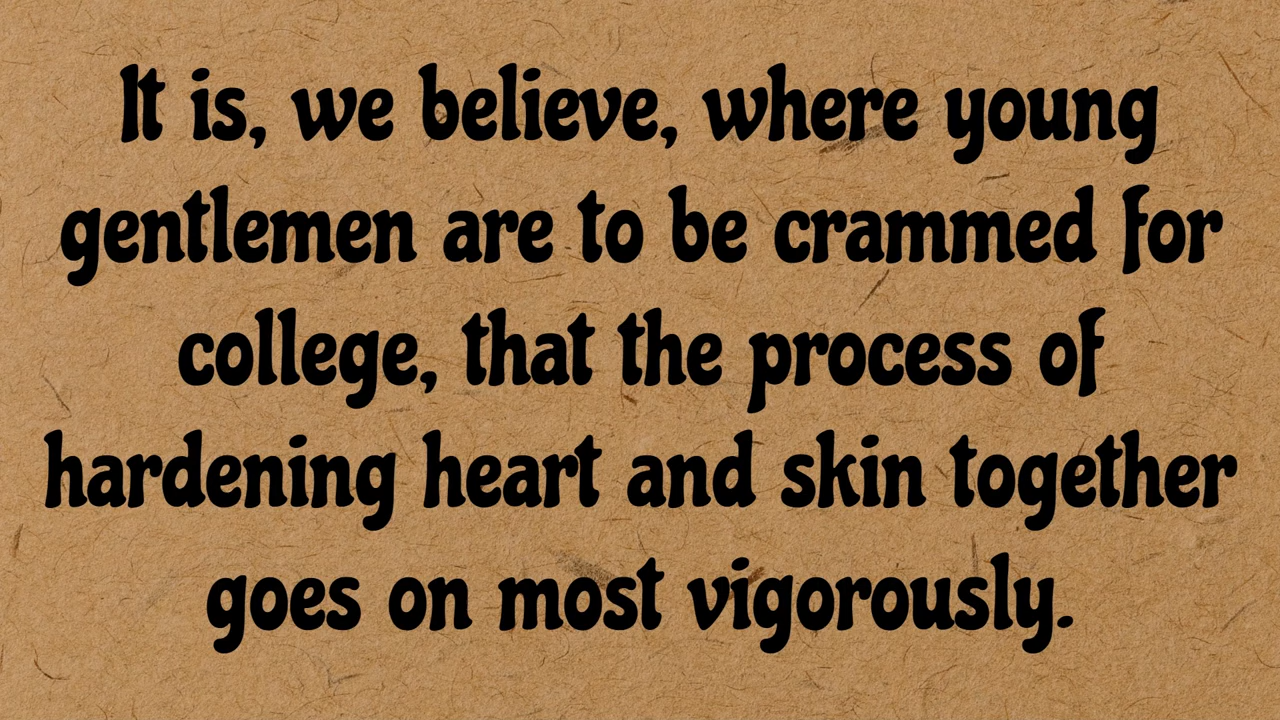 It is, we believe, where young
gentlemen are to be crammed for
college, that the process of
hardening heart and skin together
goes on most vigorously.